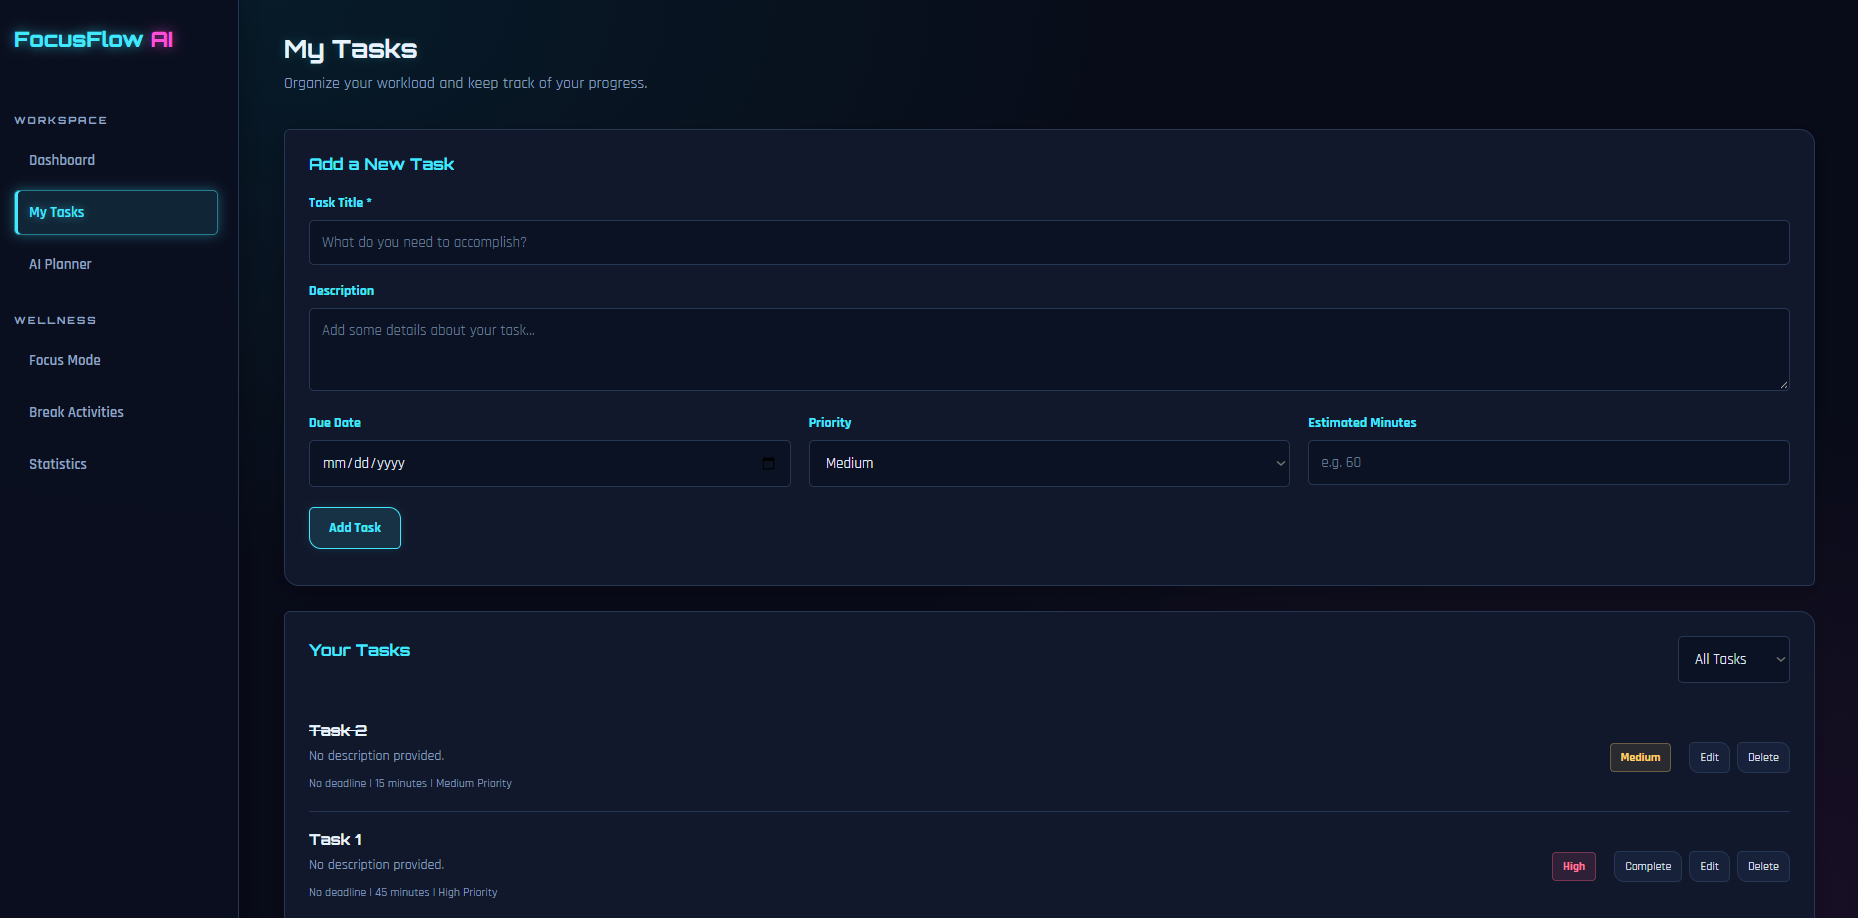 FocusFlow AI
WORKSPACE
Dashboard
My Tasks
AI Planner
WELLNESS
Focus Mode
Break Activities
Statistics
My Tasks
Organize your workload and keep track of your progress.
Add a New Task
Task Title *
What do you need to accomplish?
Description
Add some details about your task...
Due Date Priority Estimated Minutes
mm/dd/yyyy Medium e.g. 60
Add Task
Your Tasks All Tasks
Task 2
No description provided.
No deadline | 15 minutes | Medium Priority
Medium Edit Delete
Task 1
No description provided.
No deadline | 45 minutes | High Priority
High Complete Edit Delete